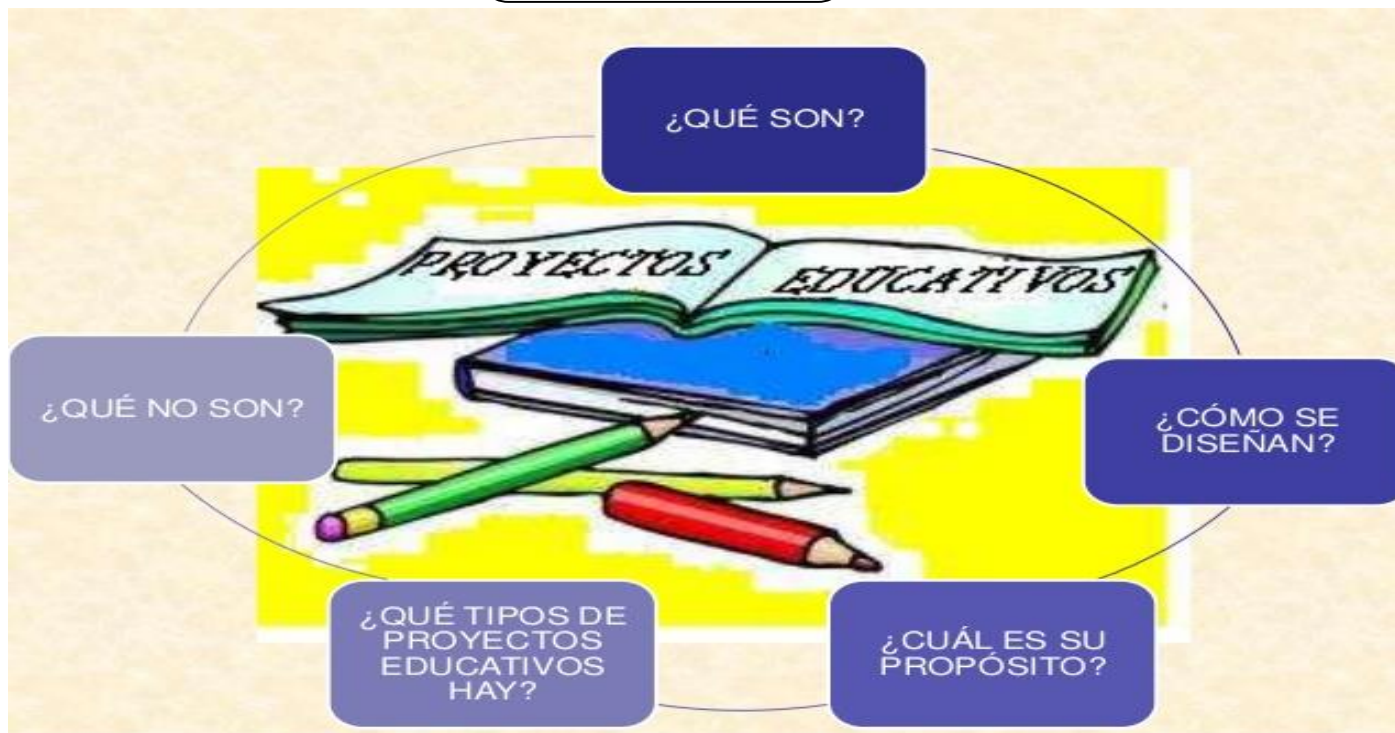 ¿QUÉ SON?
PROYECTOS EDUCATIVOS
¿QUÉ NO SON?
¿CÓMO SE
DISEÑAN?
¿QUÉ TIPOS DE
PROYECTOS
EDUCATIVOS
HAY?
¿CUÁL ES SU
PROPÓSITO?